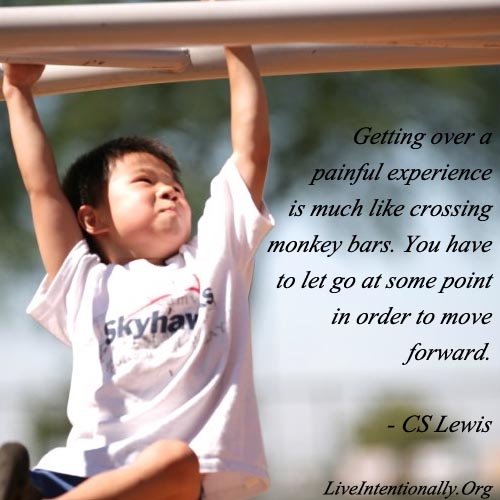 Getting over a
painful experience
is much like crossing
monkey bars. You have
to let go at some point
in order to move
forward.
- CS Lewis
LiveIntentionally.Org